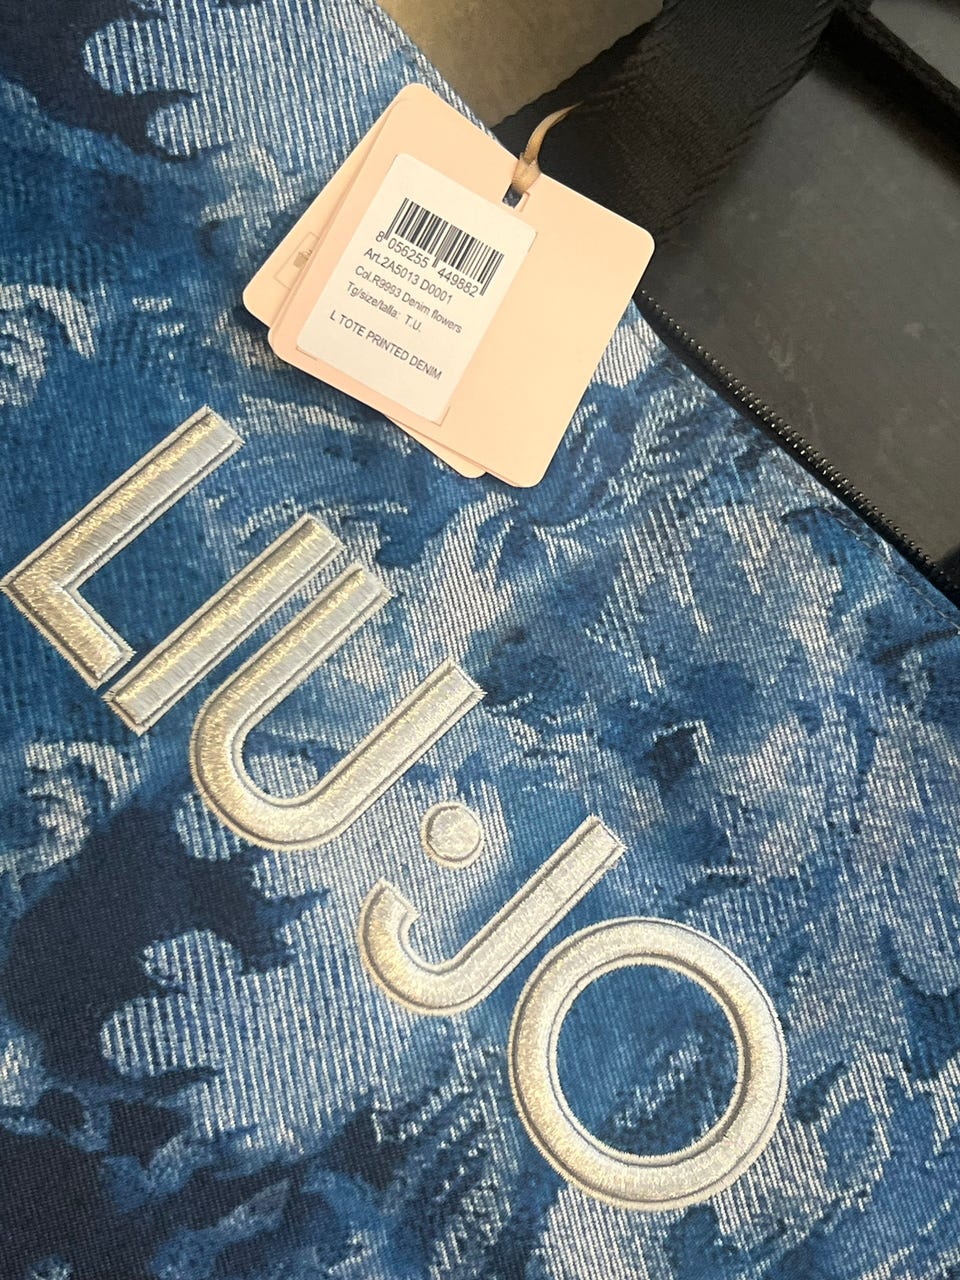 8 056255 449882
Art.2A5013 D0001
Col.R9993 Denim flowers
Tg/size/talla: T.U.
L TOTE PRINTED DENIM
LIU·JO